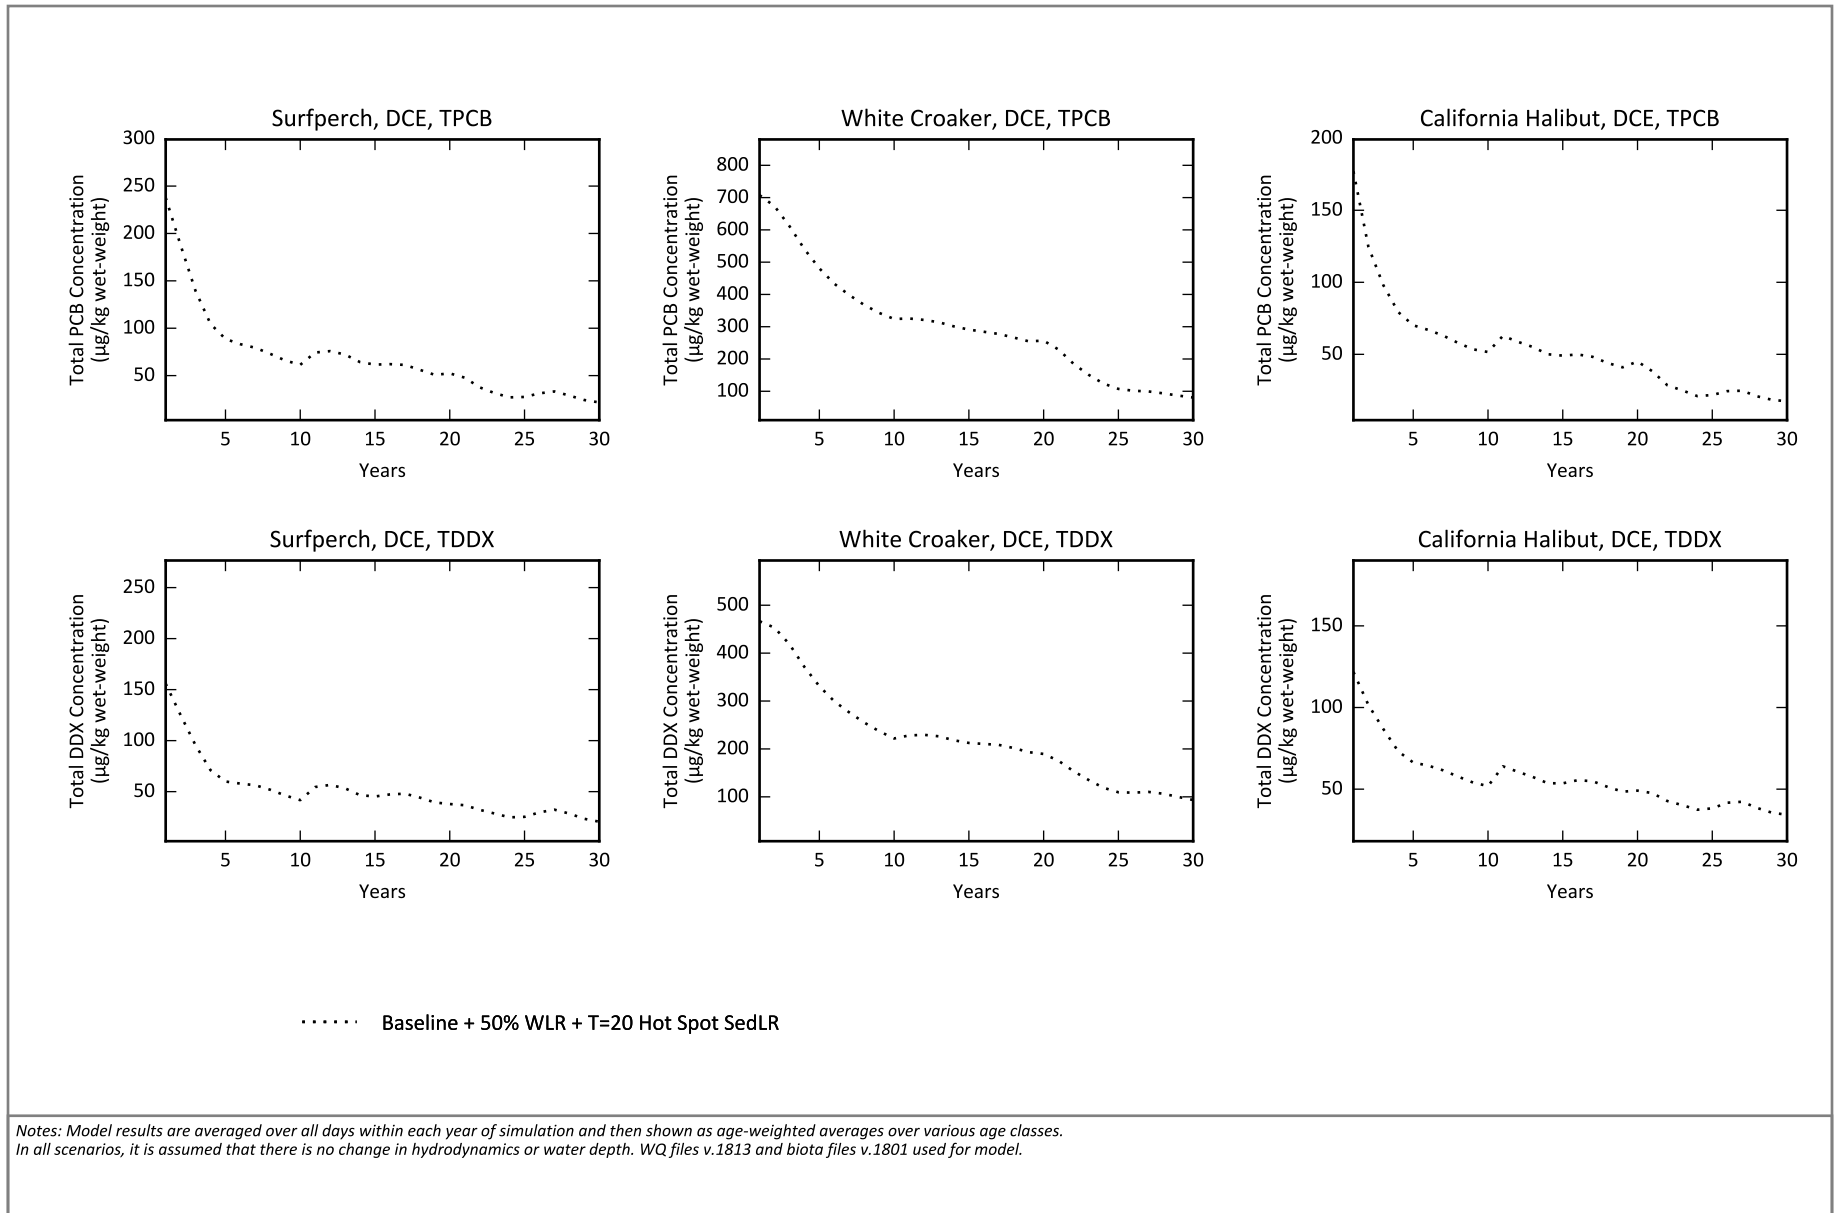 Surfperch, DCE, TPCB
300
250
200
150
100
50
5 10 15 20 25 30
Years
Total PCB Concentration
(µg/kg wet-weight)
White Croaker, DCE, TPCB
800
700
600
500
400
300
200
100
5 10 15 20 25 30
Years
Total PCB Concentration
(µg/kg wet-weight)
California Halibut, DCE, TPCB
200
150
100
50
5 10 15 20 25 30
Years
Total PCB Concentration
(µg/kg wet-weight)
Surfperch, DCE, TDDX
250
200
150
100
50
5 10 15 20 25 30
Years
Total DDX Concentration
(µg/kg wet-weight)
White Croaker, DCE, TDDX
500
400
300
200
100
5 10 15 20 25 30
Years
Total DDX Concentration
(µg/kg wet-weight)
California Halibut, DCE, TDDX
150
100
50
5 10 15 20 25 30
Years
Total DDX Concentration
(µg/kg wet-weight)
Baseline + 50% WLR + T=20 Hot Spot SedLR
Notes: Model results are averaged over all days within each year of simulation and then shown as age-weighted averages over various age classes.
In all scenarios, it is assumed that there is no change in hydrodynamics or water depth. WQ files v.1813 and biota files v.1801 used for model.